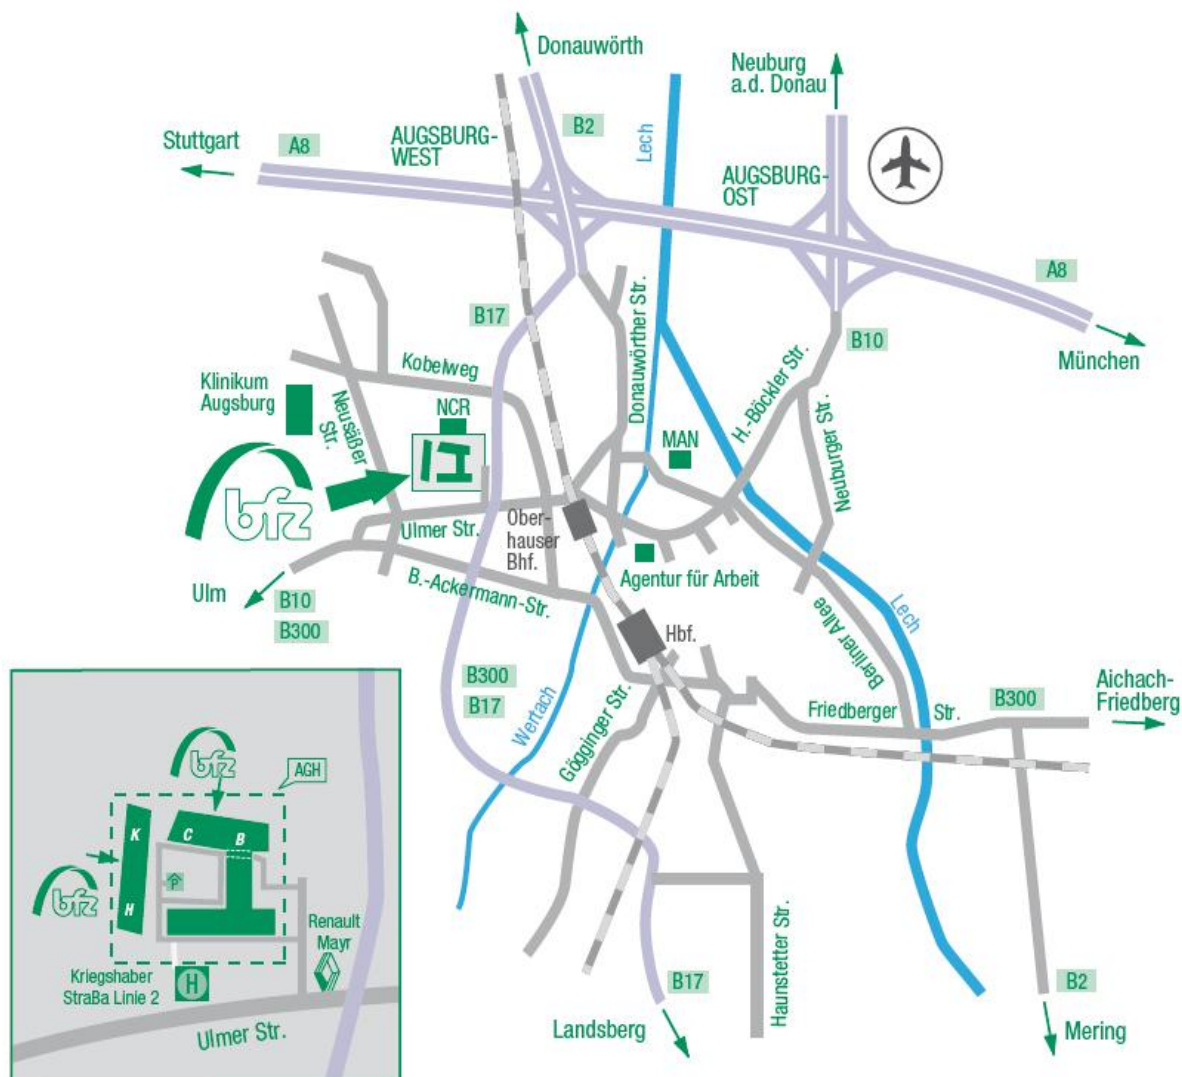 Donauwörth
Neuburg
a.d. Donau
B2
Stuttgart
A8
AUGSBURG-
WEST
Lech
AUGSBURG-
OST
A8
München
B17
B10
Donauwörther Str.
Kobelweg
H.-Böckler Str.
Klinikum
Augsburg
Neusäßer
Str.
NCR
MAN
Neuburger Str.
bfz
Ulmer Str.
Ober-
hauser
Bhf.
Agentur für Arbeit
Ulm
B10
B300
B.-Ackermann-Str.
Lech
Berliner Allee
Hbf.
B300
B17
Wertach
Gögginger Str.
Friedberger
Str.
B300
Aichach-
Friedberg
bfz
AGH
K
C
B
P
H
bfz
Renault
Mayr
Kriegshaber
StraBa Linie 2
H
Ulmer Str.
Haunstetter Str.
B17
Landsberg
B2
Mering